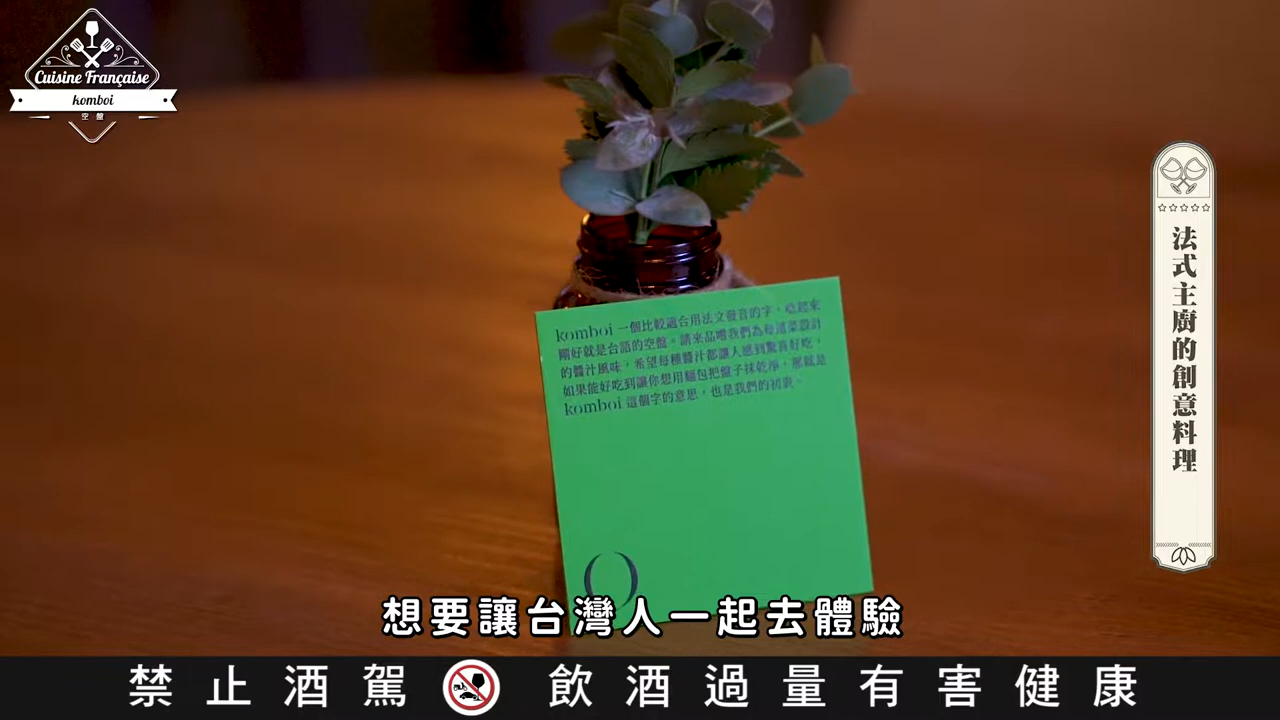 Cuisine Française
komboi
空盤
法式主廚的創意料理
komboi 一個比較適合用法文發音的字，唸起來
剛好就是台語的空盤。請來品嚐我們為每道菜設計
的醬汁風味，希望每種醬汁都讓人感到驚喜好吃，
如果能好吃到讓你想用麵包把盤子抹乾淨，那就是
komboi 這個字的意思，也是我們的初衷。
想要讓台灣人一起去體驗
禁止酒駕 飲酒過量有害健康